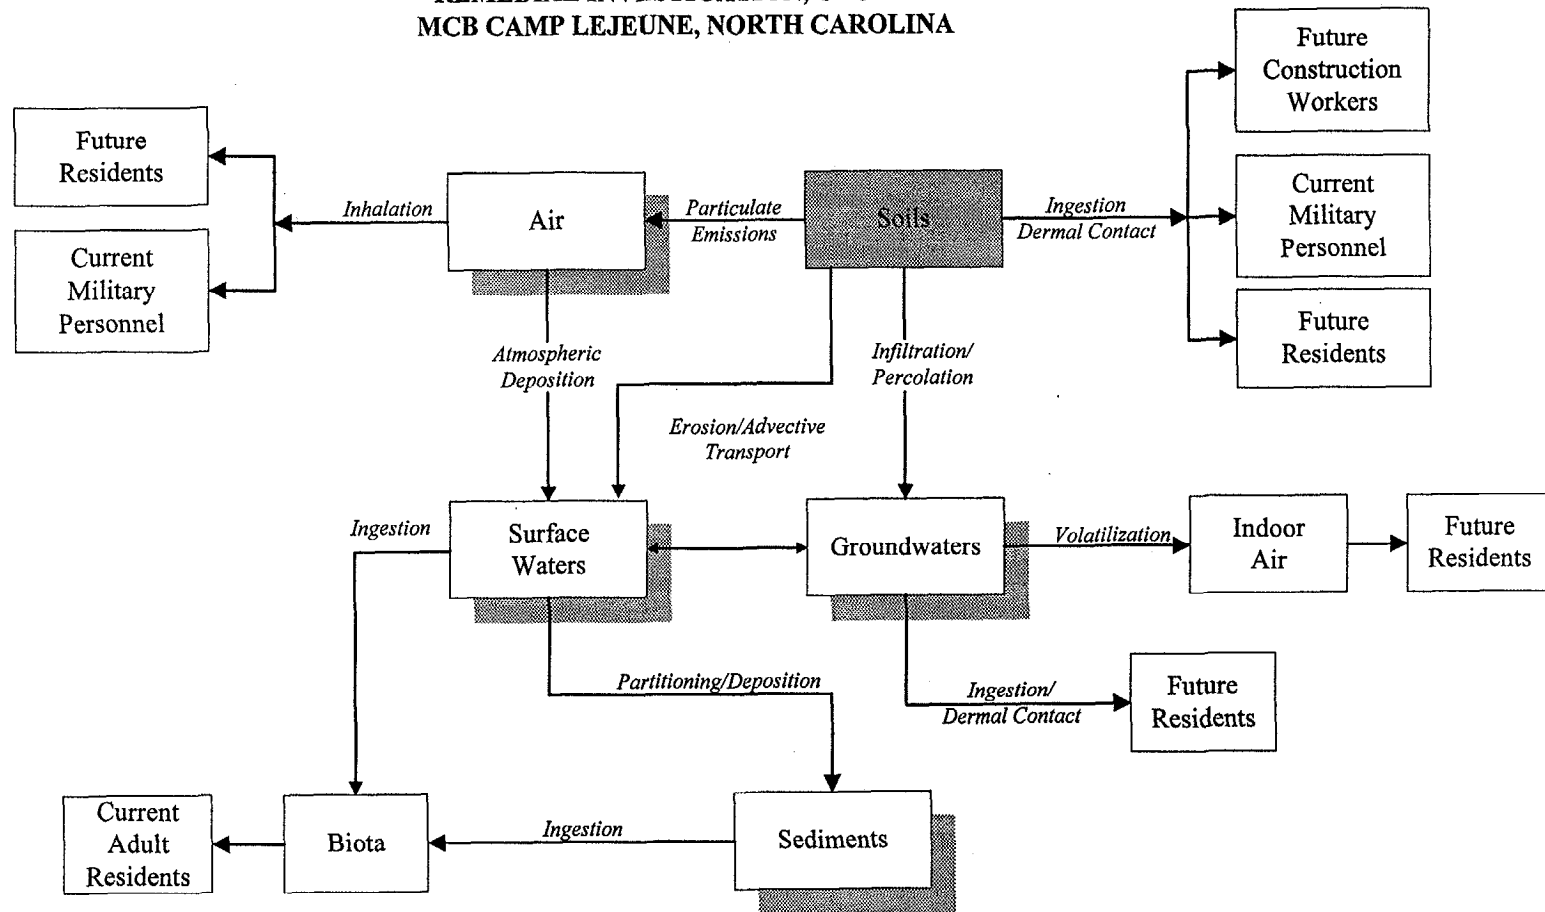 MCB CAMP LEJEUNE, NORTH CAROLINA
Future
Construction
Workers
Future
Residents
Current
Military
Personnel
Inhalation
Air
Particulate
Emissions
Soils
Ingestion
Dermal Contact
Current
Military
Personnel
Future
Residents
Atmospheric
Deposition
Infiltration/
Percolation
Erosion/Advective
Transport
Ingestion
Surface
Waters
Groundwaters
Volatilization
Indoor
Air
Future
Residents
Partitioning/Deposition
Ingestion/
Dermal Contact
Future
Residents
Current
Adult
Residents
Biota
Ingestion
Sediments